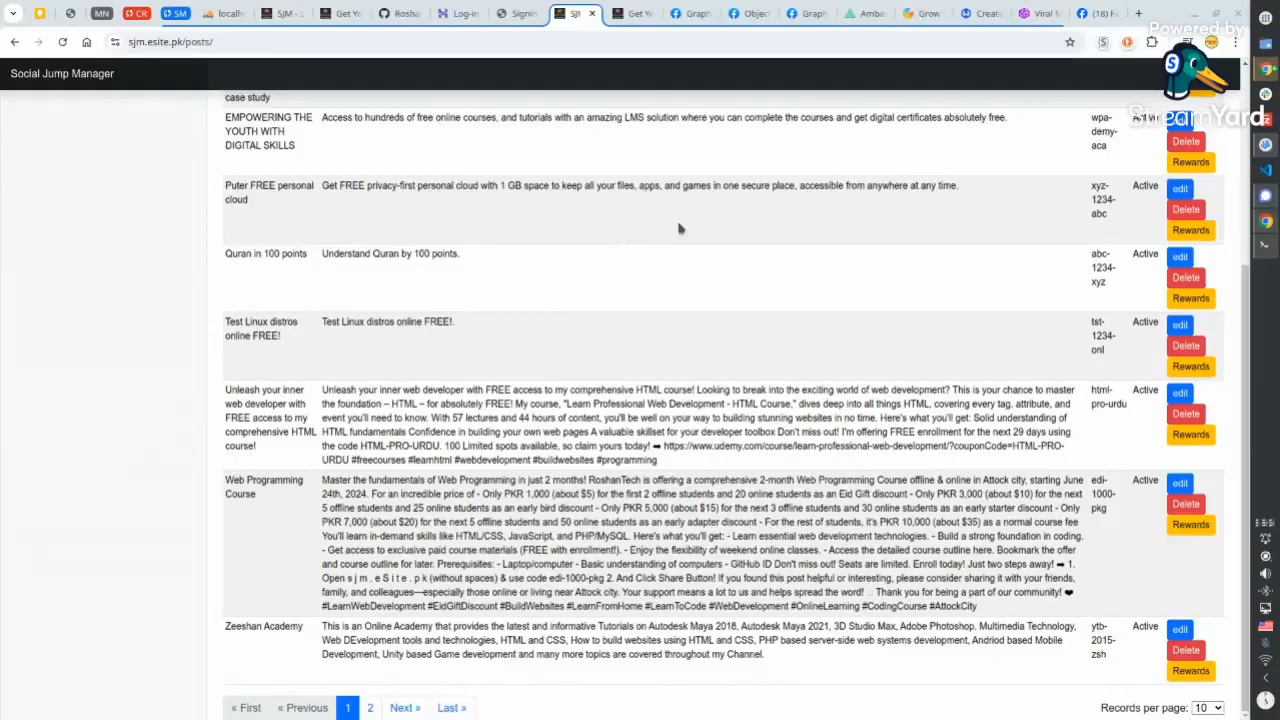 MN
CR
SM
localh
SJM -
Get Yo
Rosha
Log-in
Signin
SJI
Get Yo
Graph
Object
Graph
Amba
Grow
Create
Viral M
(18) Fa
sjm.esite.pk/posts/
Powered by
StreamYard
Social Jump Manager
case study
EMPOWERING THE YOUTH WITH DIGITAL SKILLS
Access to hundreds of free online courses, and tutorials with an amazing LMS solution where you can complete the courses and get digital certificates absolutely free.
wpa-demy-aca
Delete
Rewards
Puter FREE personal cloud
Get FREE privacy-first personal cloud with 1 GB space to keep all your files, apps, and games in one secure place, accessible from anywhere at any time.
xyz-1234-abc
Active
edit
Delete
Rewards
Quran in 100 points
Understand Quran by 100 points.
abc-1234-xyz
Active
edit
Delete
Rewards
Test Linux distros online FREE!
Test Linux distros online FREE!.
tst-1234-onl
Active
edit
Delete
Rewards
Unleash your inner web developer with FREE access to my comprehensive HTML course!
Unleash your inner web developer with FREE access to my comprehensive HTML course! Looking to break into the exciting world of web development? This is your chance to master
the foundation – HTML – for absolutely FREE! My course, "Learn Professional Web Development - HTML Course," dives deep into all things HTML, covering every tag, attribute, and
event you'll need to know. With 57 lectures and 44 hours of content, you'll be well on your way to building stunning websites in no time. Here's what you'll get: Solid understanding of
HTML fundamentals Confidence in building your own web pages A valuable skillset for your developer toolbox Don't miss out! I'm offering FREE enrollment for the next 29 days using
the code HTML-PRO-URDU. 100 Limited spots available, so claim yours today! ➡ https://www.udemy.com/course/learn-professional-web-development/?couponCode=HTML-PRO-
URDU #freecourses #learnhtml #webdevelopment #buildwebsites #programming
html-pro-urdu
Active
edit
Delete
Rewards
Web Programming Course
Master the fundamentals of Web Programming in just 2 months! RoshanTech is offering a comprehensive 2-month Web Programming Course offline & online in Attock city, starting June
24th, 2024. For an incredible price of - Only PKR 1,000 (about $5) for the first 2 offline students and 20 online students as an Eid Gift discount - Only PKR 3,000 (about $10) for the next
5 offline students and 25 online students as an early bird discount - Only PKR 5,000 (about $15) for the next 3 offline students and 30 online students as an early starter discount - Only
PKR 7,000 (about $20) for the next 5 offline students and 50 online students as an early adapter discount - For the rest of students, it's PKR 10,000 (about $35) as a normal course fee
You'll learn in-demand skills like HTML/CSS, JavaScript, and PHP/MySQL. Here's what you'll get: - Learn essential web development technologies. - Build a strong foundation in coding.
- Get access to exclusive paid course materials (FREE with enrollment!). - Enjoy the flexibility of weekend online classes. - Access the detailed course outline here. Bookmark the offer
and course outline for later. Prerequisites: - Laptop/computer - Basic understanding of computers - GitHub ID Don't miss out! Seats are limited. Enroll today! Just two steps away! ➡ 1.
Open s j m . e S i t e . p k (without spaces) & use code edi-1000-pkg 2. And Click Share Button! If you found this post helpful or interesting, please consider sharing it with your friends,
family, and colleagues—especially those online or living near Attock city. Your support means a lot to us and helps spread the word! Thank you for being a part of our community! ❤
#LearnWebDevelopment #EidGiftDiscount #BuildWebsites #LearnFromHome #LearnToCode #WebDevelopment #OnlineLearning #CodingCourse #AttockCity
edi-1000-pkg
Active
edit
Delete
Rewards
Zeeshan Academy
This is an Online Academy that provides the latest and informative Tutorials on Autodesk Maya 2018, Autodesk Maya 2021, 3D Studio Max, Adobe Photoshop, Multimedia Technology,
Web DEvelopment tools and technologies, HTML and CSS, How to build websites using HTML and CSS, PHP based server-side web systems development, Andriod based Mobile
Development, Unity based Game development and many more topics are covered throughout my Channel.
ytb-2015-zsh
Active
edit
Delete
Rewards
« First
« Previous
1
2
Next »
Last »
Records per page: 10